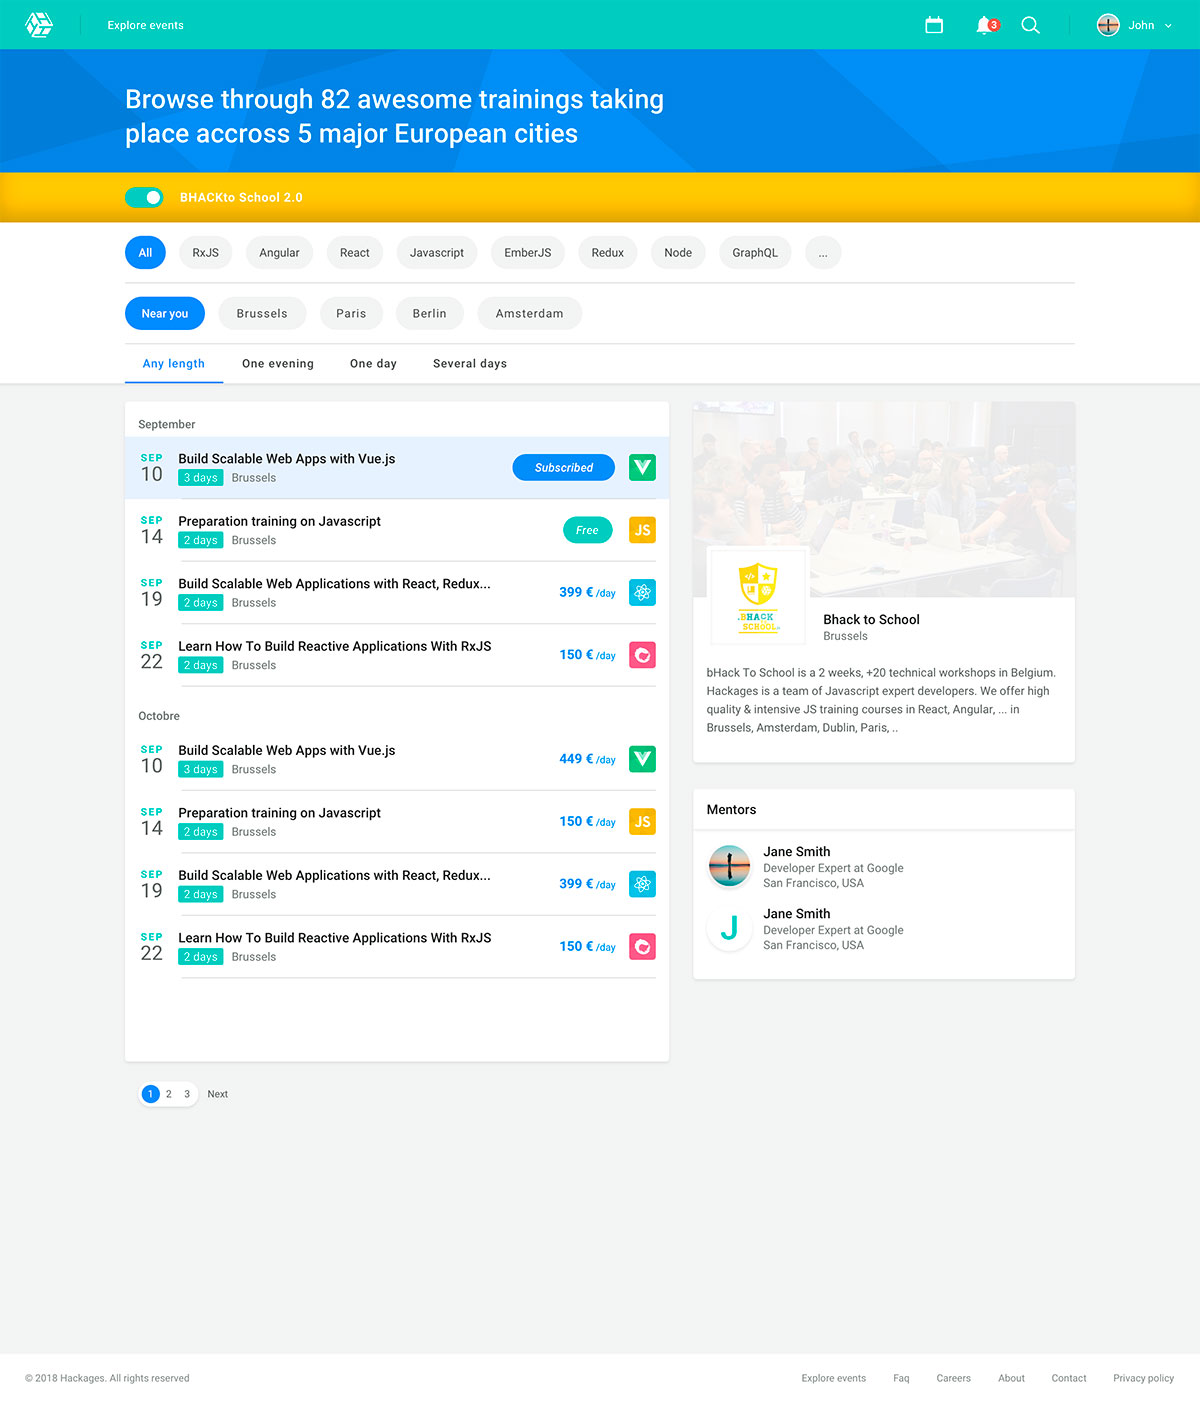 Explore events
3
John
Browse through 82 awesome trainings taking
place accross 5 major European cities
BHACKto School 2.0
All RxJS Angular React Javascript EmberJS Redux Node GraphQL ...
Near you Brussels Paris Berlin Amsterdam
Any length One evening One day Several days
September
SEP
10
Build Scalable Web Apps with Vue.js
3 days Brussels
Subscribed
SEP
14
Preparation training on Javascript
2 days Brussels
Free
JS
SEP
19
Build Scalable Web Applications with React, Redux...
2 days Brussels
399 € /day
SEP
22
Learn How To Build Reactive Applications With RxJS
2 days Brussels
150 € /day
Octobre
SEP
10
Build Scalable Web Apps with Vue.js
3 days Brussels
449 € /day
SEP
14
Preparation training on Javascript
2 days Brussels
150 € /day
JS
SEP
19
Build Scalable Web Applications with React, Redux...
2 days Brussels
399 € /day
SEP
22
Learn How To Build Reactive Applications With RxJS
2 days Brussels
150 € /day
1 2 3 Next
BHACK
SCHOOL
Bhack to School
Brussels
bHack To School is a 2 weeks, +20 technical workshops in Belgium.
Hackages is a team of Javascript expert developers. We offer high
quality & intensive JS training courses in React, Angular, ... in
Brussels, Amsterdam, Dublin, Paris, ..
Mentors
Jane Smith
Developer Expert at Google
San Francisco, USA
J
Jane Smith
Developer Expert at Google
San Francisco, USA
© 2018 Hackages. All rights reserved
Explore events Faq Careers About Contact Privacy policy